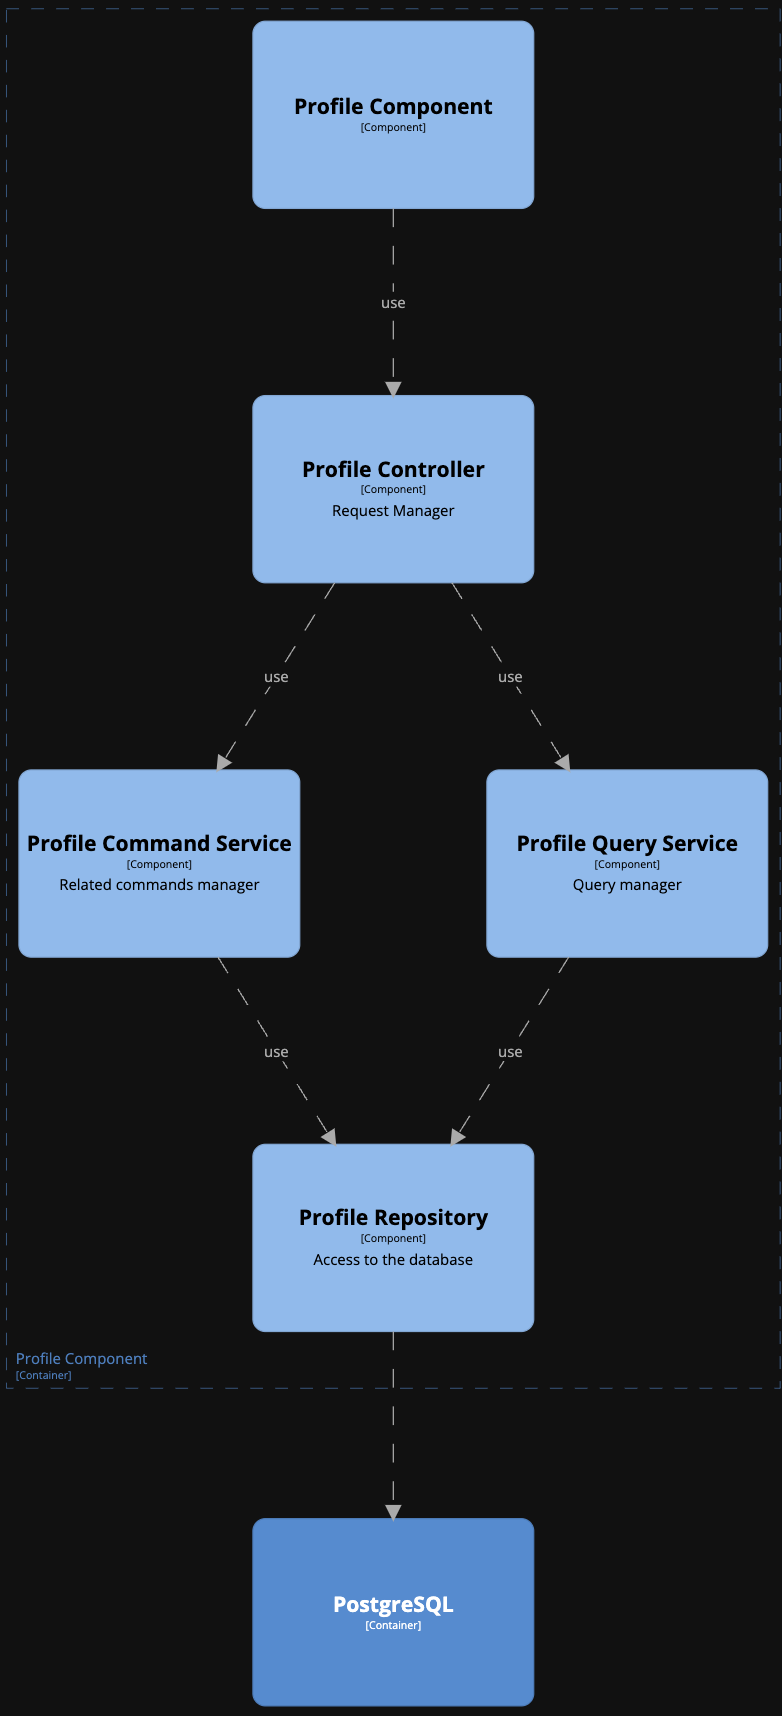 Profile Component
[Component]
use
Profile Controller
[Component]
Request Manager
use
use
Profile Command Service
[Component]
Related commands manager
Profile Query Service
[Component]
Query manager
use
use
Profile Repository
[Component]
Access to the database
Profile Component
[Container]
PostgreSQL
[Container]